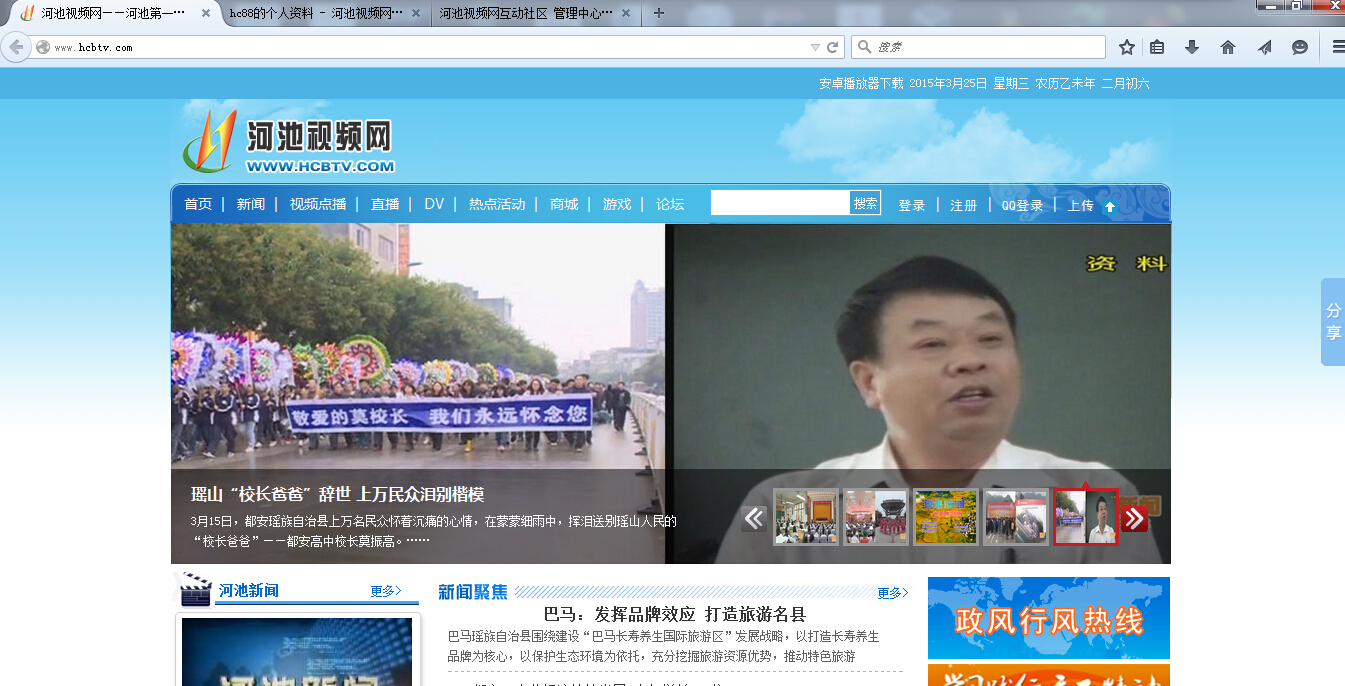 河池视频网——河池第一···
hc88的个人资料 - 河池视频网···
河池视频网互动社区 管理中心···
www.hcbtv.com
搜索
安卓播放器下载 2015年3月25日 星期三 农历乙未年 二月初六
河池视频网
WWW.HCBTV.COM
首页 | 新闻 | 视频点播 | 直播 | DV | 热点活动 | 商城 | 游戏 | 论坛
搜索
登录 | 注册 | QQ登录 | 上传
资 料
分享
敬爱的莫校长 我们永远怀念您
瑶山“校长爸爸”辞世 上万民众泪别楷模
3月15日，都安瑶族自治县上万名民众怀着沉痛的心情，在蒙蒙细雨中，挥泪送别瑶山人民的
“校长爸爸”——都安高中校长莫振高。……
河池新闻
更多>
新闻聚焦
更多>
巴马：发挥品牌效应 打造旅游名县
巴马瑶族自治县围绕建设“巴马长寿养生国际旅游区”发展战略，以打造长寿养生
品牌为核心，以保护生态环境为依托，充分挖掘旅游资源优势，推动特色旅游
政风行风热线